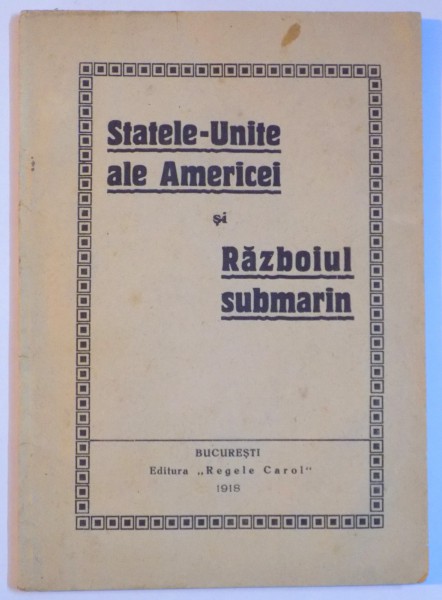 Statele-Unite
ale Americei
și
Războiul
submarin
BUCUREȘTI
Editura „Regele Carol"
1918